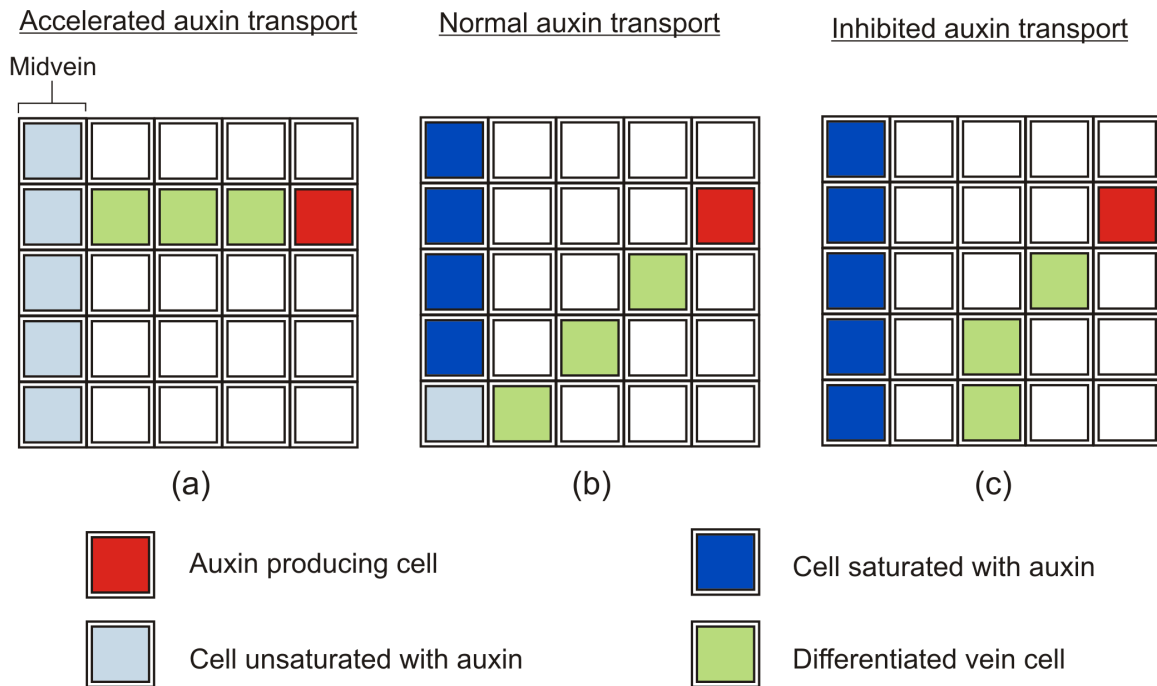 Accelerated auxin transport
Normal auxin transport
Inhibited auxin transport
Midvein
(a)
(b)
(c)
Auxin producing cell
Cell saturated with auxin
Cell unsaturated with auxin
Differentiated vein cell